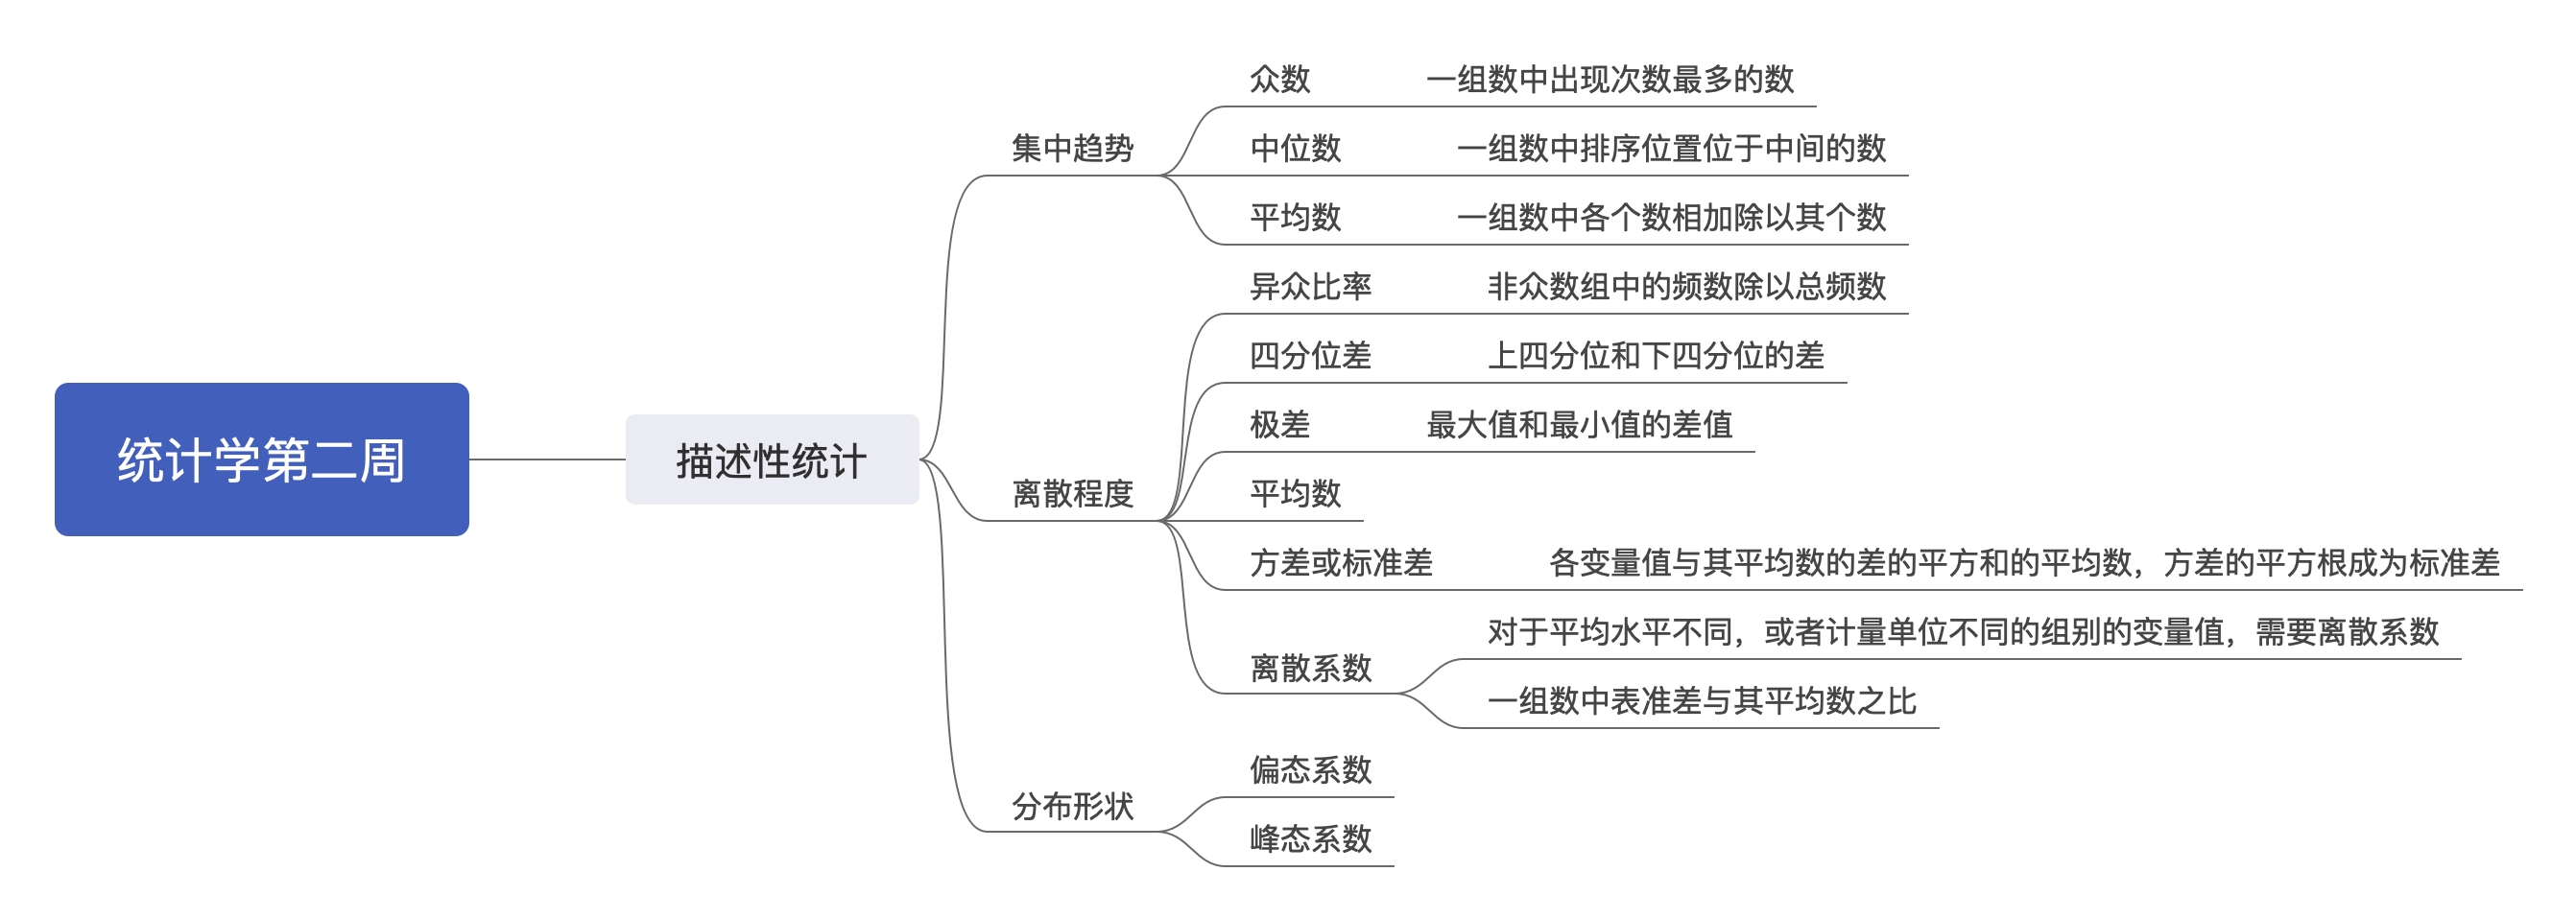 统计学第二周
描述性统计
集中趋势
众数
一组数中出现次数最多的数
中位数
一组数中排序位置位于中间的数
平均数
一组数中各个数相加除以其个数
离散程度
异众比率
非众数组中的频数除以总频数
四分位差
上四分位和下四分位的差
极差
最大值和最小值的差值
平均数
方差或标准差
各变量值与其平均数的差的平方和的平均数，方差的平方根成为标准差
离散系数
对于平均水平不同，或者计量单位不同的组别的变量值，需要离散系数
一组数中表准差与其平均数之比
分布形状
偏态系数
峰态系数